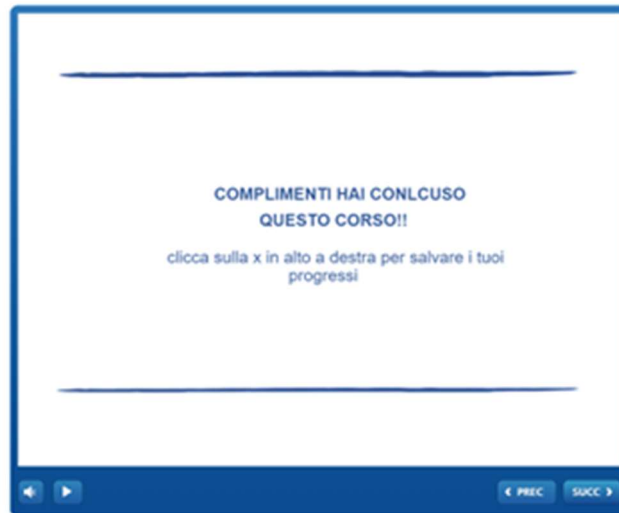 COMPLIMENTI HAI CONLCUSO
QUESTO CORSO!!
clicca sulla x in alto a destra per salvare i tuoi
progressi
PREC
SUCC